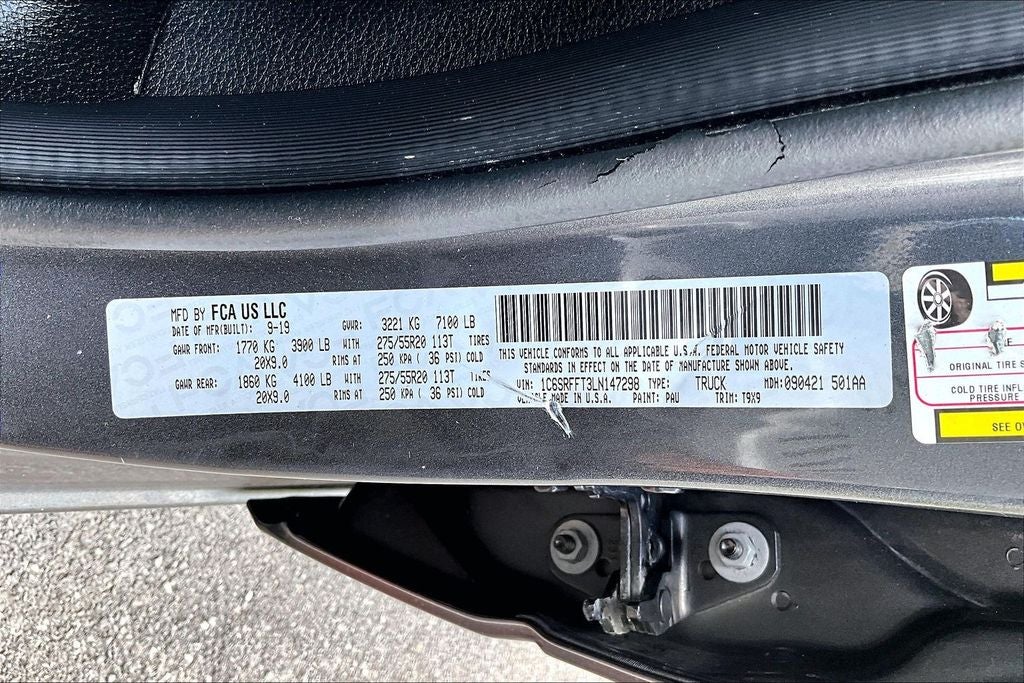 MFD BY FCA US LLC
DATE OF MFR(BUILT): 9-19 GVWR: 3221 KG 7100 LB
GAWR FRONT: 1770 KG 3900 LB WITH 275/55R20 113T TIRES
20X9.0 RIMS AT 250 KPA ( 36 PSI) COLD
GAWR REAR: 1860 KG 4100 LB WITH 275/55R20 113T TIRES
20X9.0 RIMS AT 250 KPA ( 36 PSI) COLD
THIS VEHICLE CONFORMS TO ALL APPLICABLE U.S.A. FEDERAL MOTOR VEHICLE SAFETY
STANDARDS IN EFFECT ON THE DATE OF MANUFACTURE SHOWN ABOVE.
VIN: 1C6SRFFT3LN147298 TYPE: TRUCK MDH: 090421 501AA
VEHICLE MADE IN U.S.A. PAINT: PAU TRIM: T9X9
ORIGINAL TIRE S
COLD TIRE
PRESSURE
SEE O